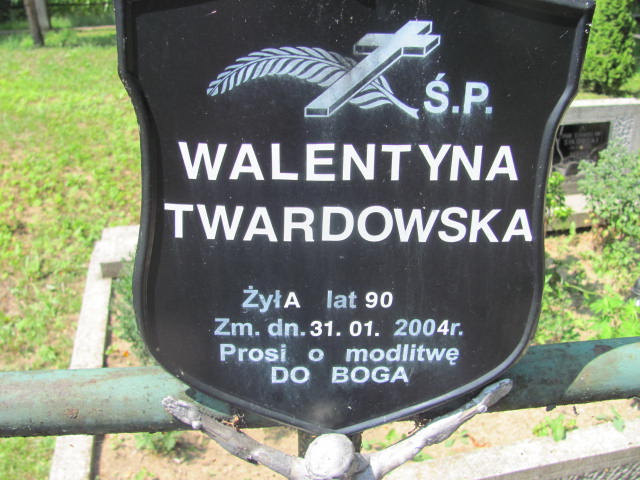 Ś.P.
WALENTYNA
TWARDOWSKA
ŻyłA lat 90
Zm. dn. 31. 01. 2004r.
Prosi o modlitwę
DO BOGA